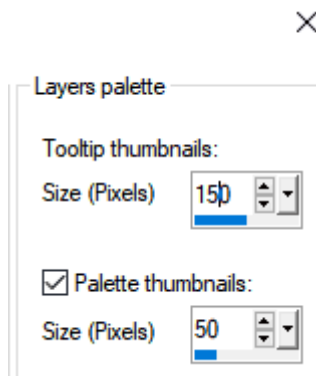 Layers palette
Tooltip thumbnails:
Size (Pixels) 150
Palette thumbnails:
Size (Pixels) 50